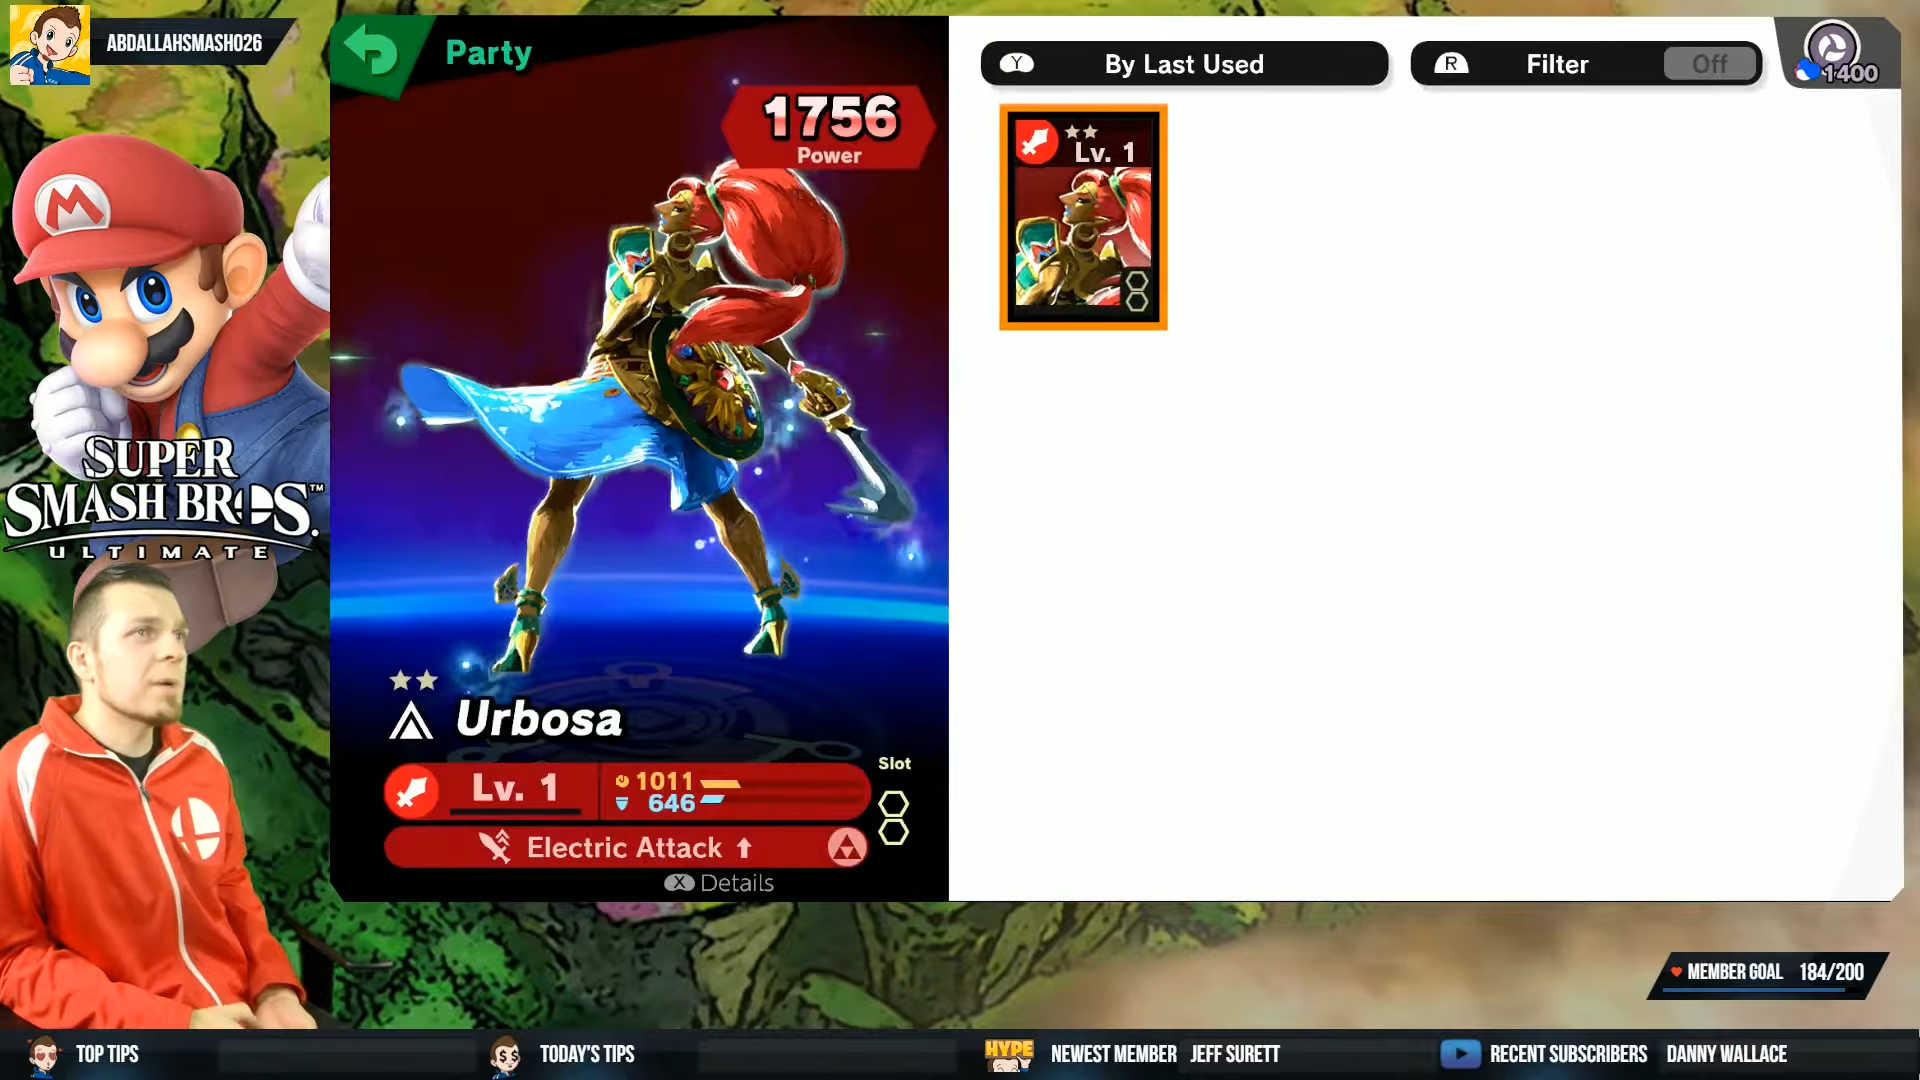 ABDALLAHSMASH026
Party
1756
Power
Y By Last Used
R Filter Off
1400
Lv. 1
M
SUPER
SMASH BROS.™
ULTIMATE
Urbosa
Lv. 1
1011
646
Slot
Electric Attack ↑
X Details
MEMBER GOAL 184/200
TOP TIPS
TODAY'S TIPS
HYPE
NEWEST MEMBER JEFF SURETT
RECENT SUBSCRIBERS DANNY WALLACE